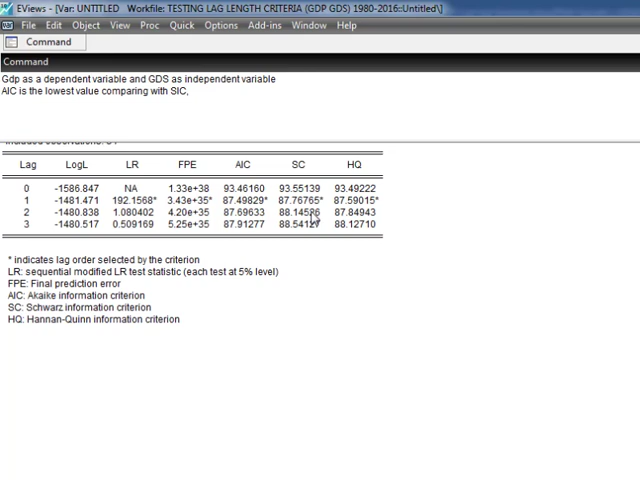 EViews - [Var: UNTITLED   Workfile: TESTING LAG LENGTH CRITERIA (GDP GDS) 1980-2016::Untitled\]
File Edit Object View Proc Quick Options Add-ins Window Help
Command
Command
Gdp as a dependent variable and GDS as independent variable
AIC is the lowest value comparing with SIC,
Lag LogL LR FPE AIC SC HQ
0 -1586.847 NA 1.33e+38 93.46160 93.55139 93.49222
1 -1481.471 192.1568* 3.43e+35* 87.49829* 87.76765* 87.59015*
2 -1480.838 1.080402 4.20e+35 87.69633 87.84943
3 -1480.517 0.509169 5.25e+35 87.91277 88.12710
* indicates lag order selected by the criterion
LR: sequential modified LR test statistic (each test at 5% level)
FPE: Final prediction error
AIC: Akaike information criterion
SC: Schwarz information criterion
HQ: Hannan-Quinn information criterion